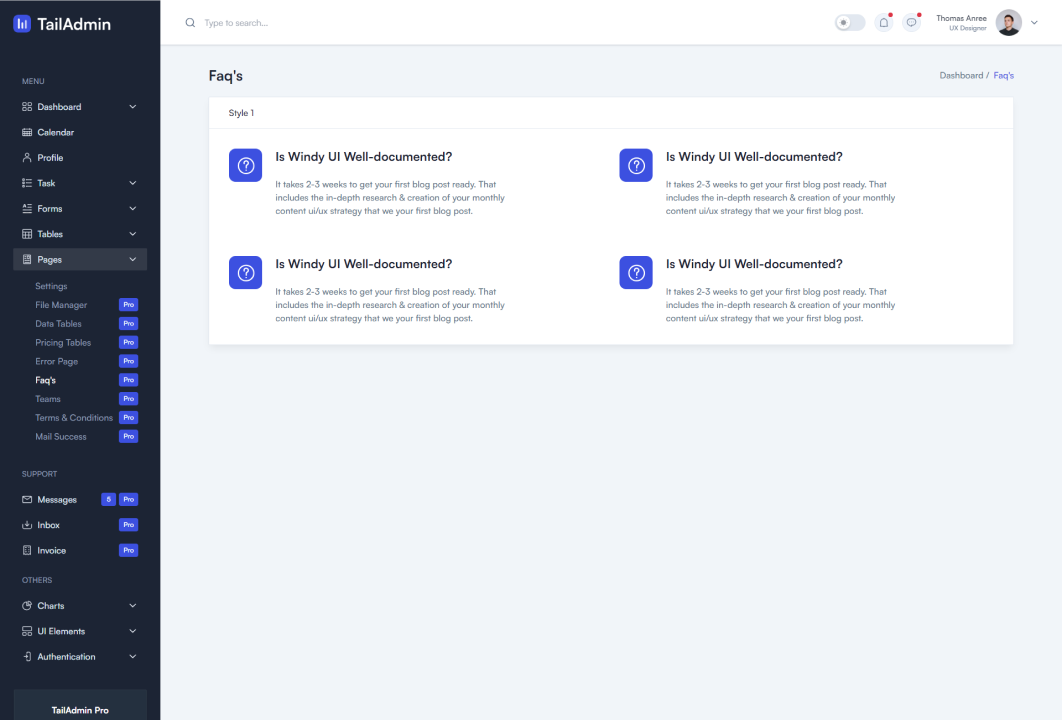 TailAdmin
Type to search...
Thomas Anree
UX Designer
MENU
Dashboard
Calendar
Profile
Task
Forms
Tables
Pages
Settings
File Manager Pro
Data Tables Pro
Pricing Tables Pro
Error Page Pro
Faq's Pro
Teams Pro
Terms & Conditions Pro
Mail Success Pro
SUPPORT
Messages 5 Pro
Inbox Pro
Invoice Pro
OTHERS
Charts
UI Elements
Authentication
TailAdmin Pro
Faq's
Dashboard / Faq's
Style 1
Is Windy UI Well-documented?
It takes 2-3 weeks to get your first blog post ready. That
includes the in-depth research & creation of your monthly
content ui/ux strategy that we your first blog post.
Is Windy UI Well-documented?
It takes 2-3 weeks to get your first blog post ready. That
includes the in-depth research & creation of your monthly
content ui/ux strategy that we your first blog post.
Is Windy UI Well-documented?
It takes 2-3 weeks to get your first blog post ready. That
includes the in-depth research & creation of your monthly
content ui/ux strategy that we your first blog post.
Is Windy UI Well-documented?
It takes 2-3 weeks to get your first blog post ready. That
includes the in-depth research & creation of your monthly
content ui/ux strategy that we your first blog post.